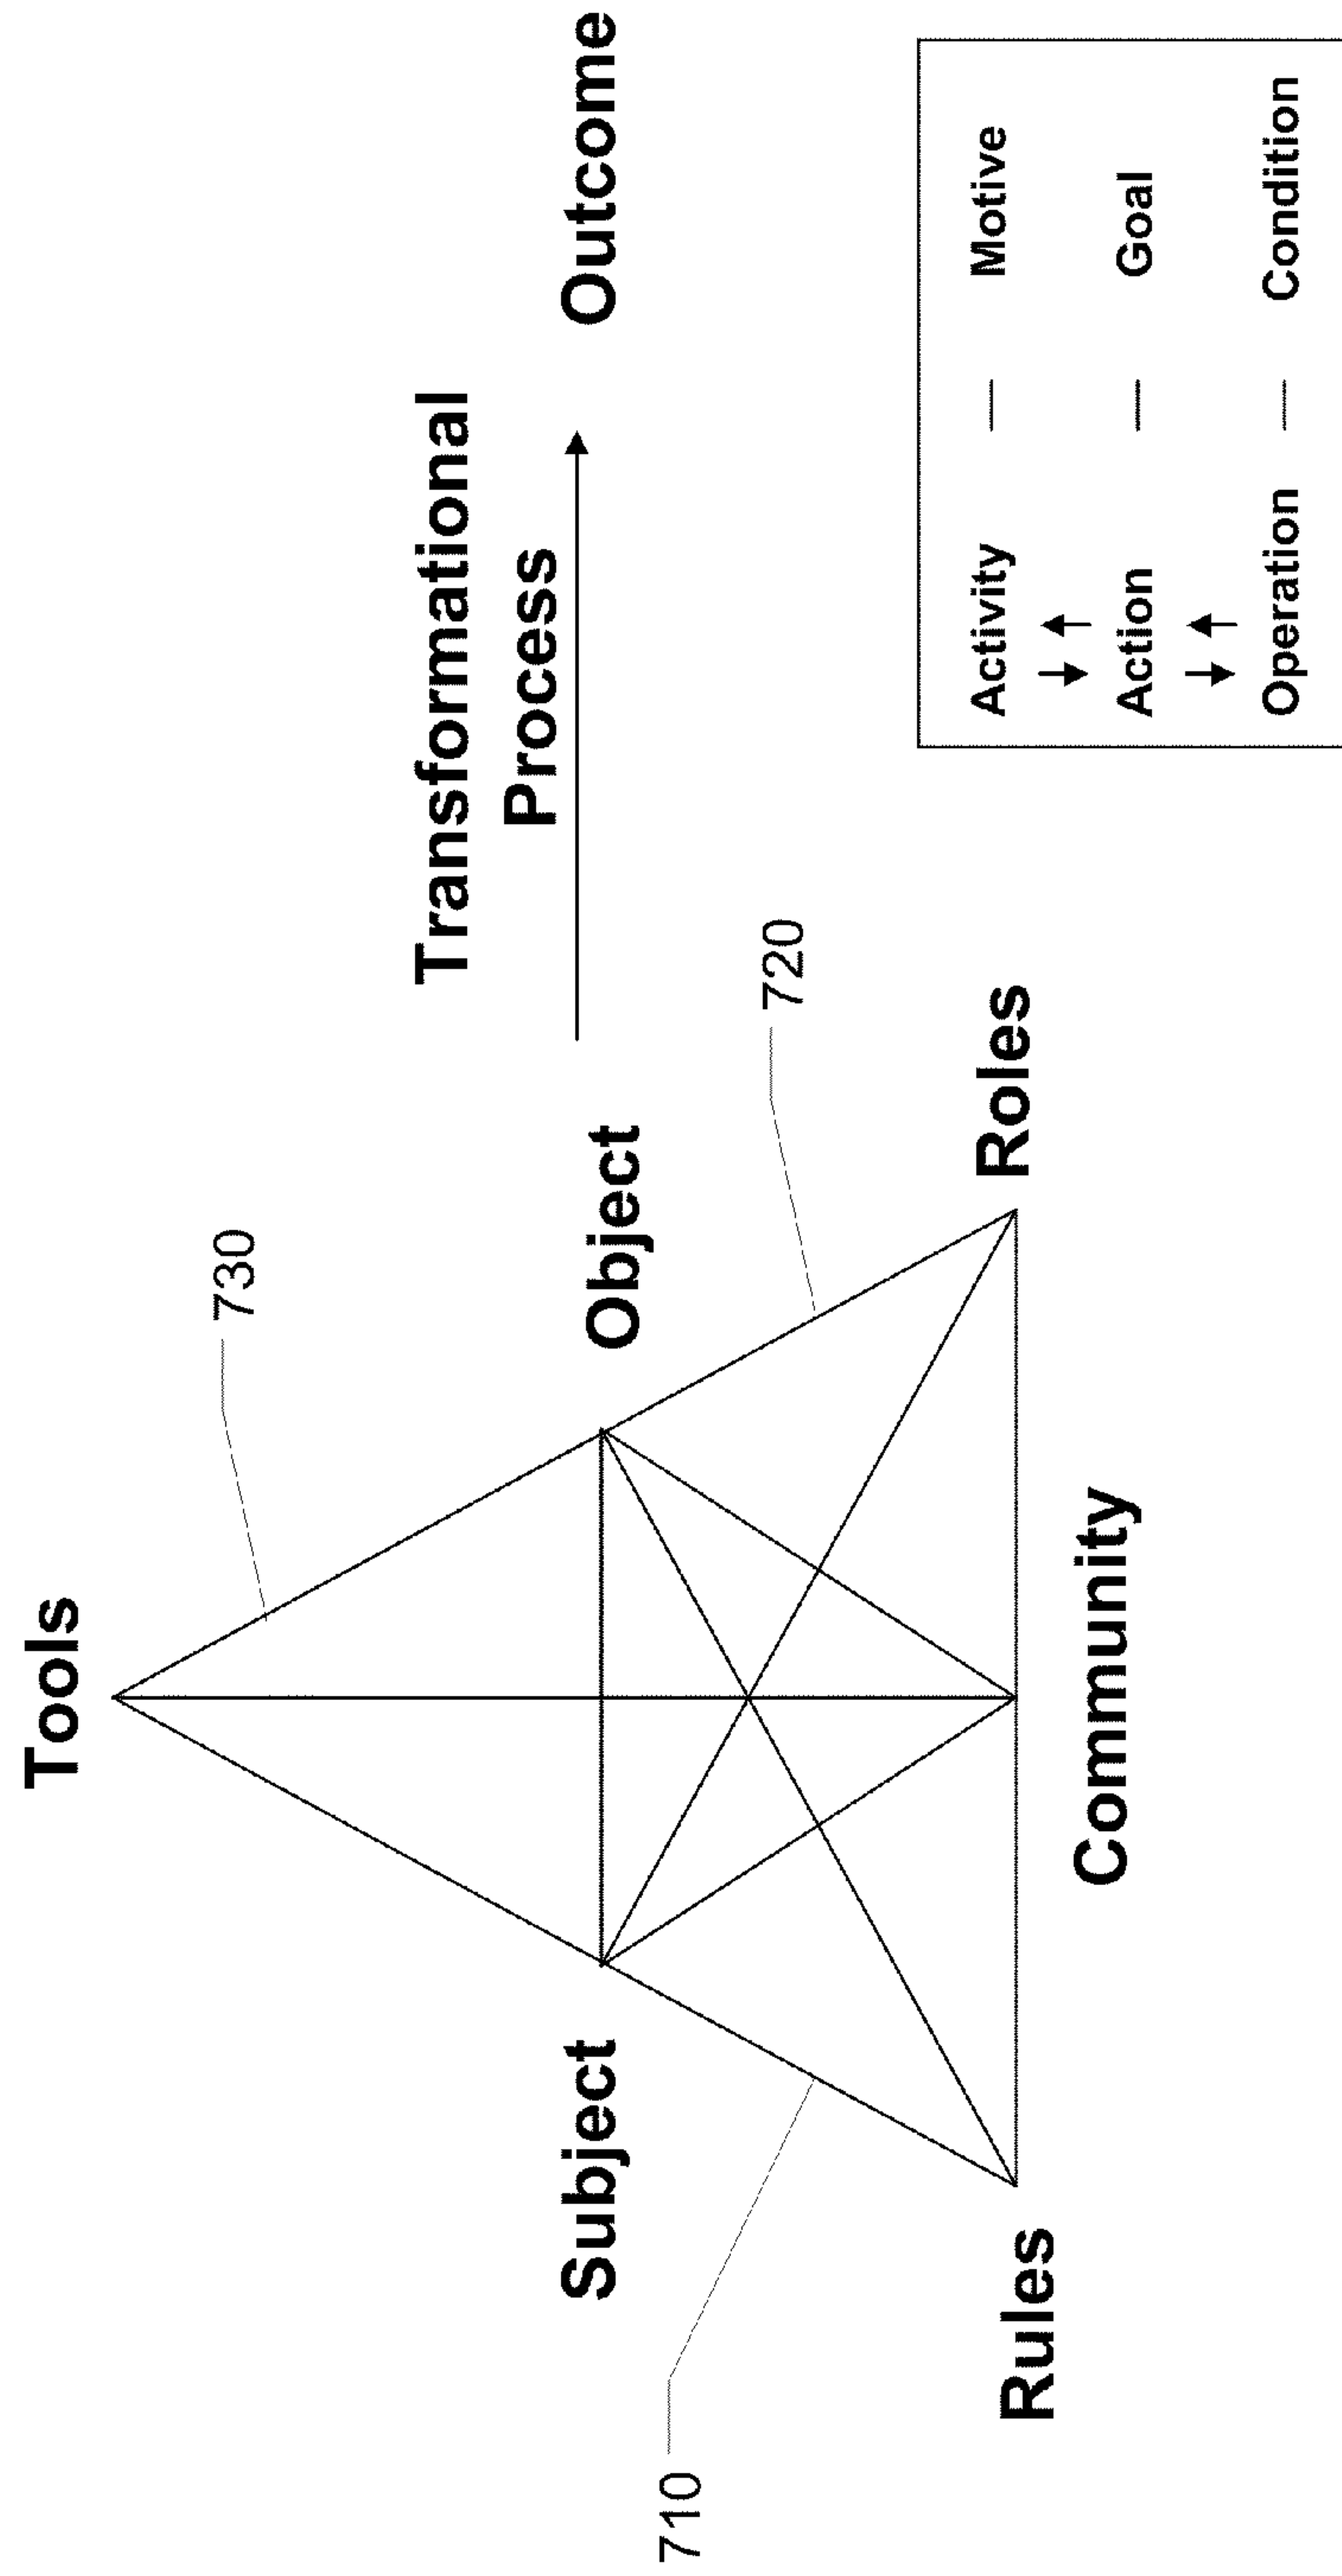 Tools
730
Transformational
Process
Subject
Object
Outcome
710
720
Rules
Roles
Community
Activity — Motive
Action — Goal
Operation — Condition